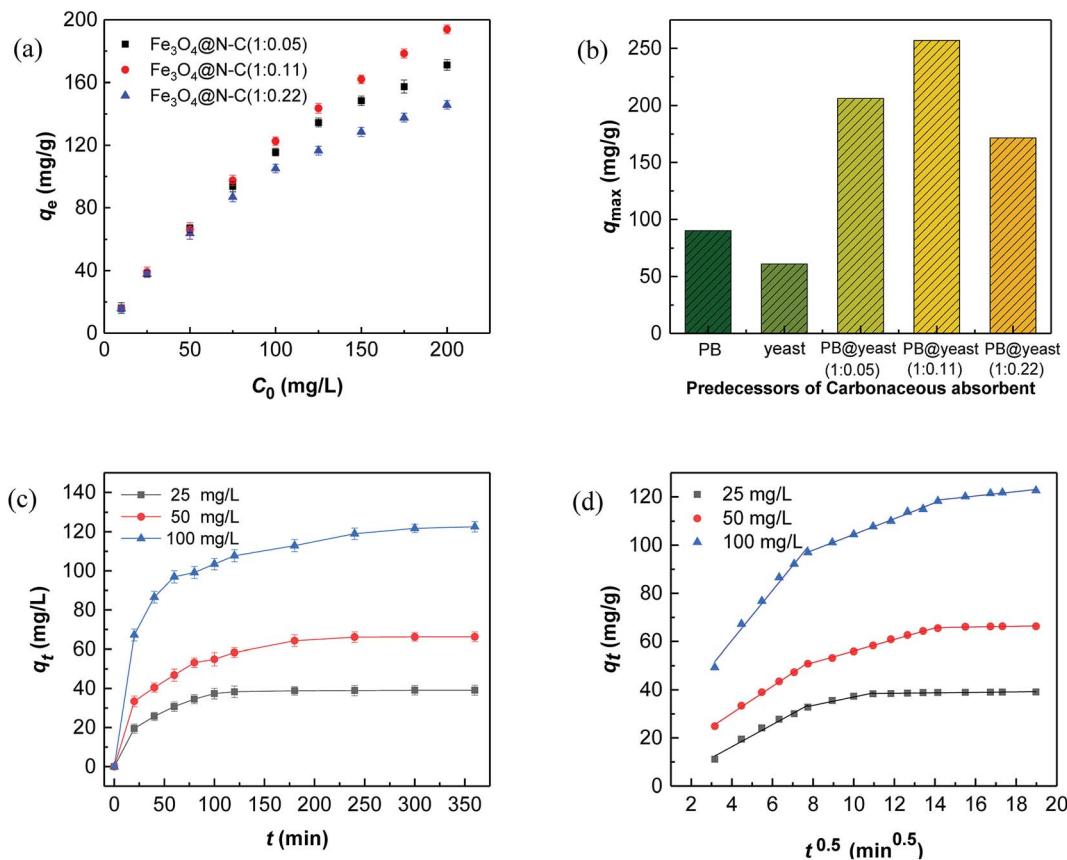 (a)
200
160
120
80
40
0
qe (mg/g)
Fe3O4@N-C(1:0.05)
Fe3O4@N-C(1:0.11)
Fe3O4@N-C(1:0.22)
0 50 100 150 200
C0 (mg/L)
(b)
250
200
150
100
50
0
qmax (mg/g)
PB yeast PB@yeast PB@yeast PB@yeast
(1:0.05) (1:0.11) (1:0.22)
Predecessors of Carbonaceous absorbent
(c)
140
120
100
80
60
40
20
0
qt (mg/L)
25 mg/L
50 mg/L
100 mg/L
0 50 100 150 200 250 300 350
t (min)
(d)
120
100
80
60
40
20
0
qt (mg/g)
25 mg/L
50 mg/L
100 mg/L
2 4 6 8 10 12 14 16 18 20
t^0.5 (min^0.5)